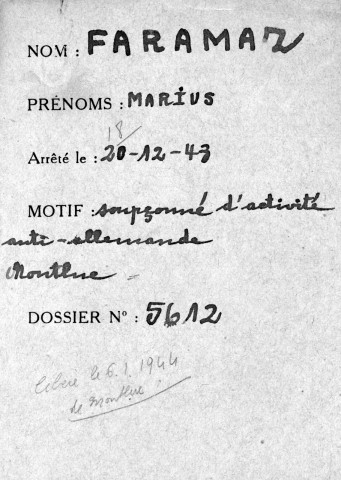 NOM : FARAMAZ
PRÉNOMS : MARIUS
18/
Arrêté le : 20-12-43
MOTIF : soupçonné d'activité
anti-allemande
Montluc
DOSSIER N° : 5612
libéré le 6.1.1944
de Montluc